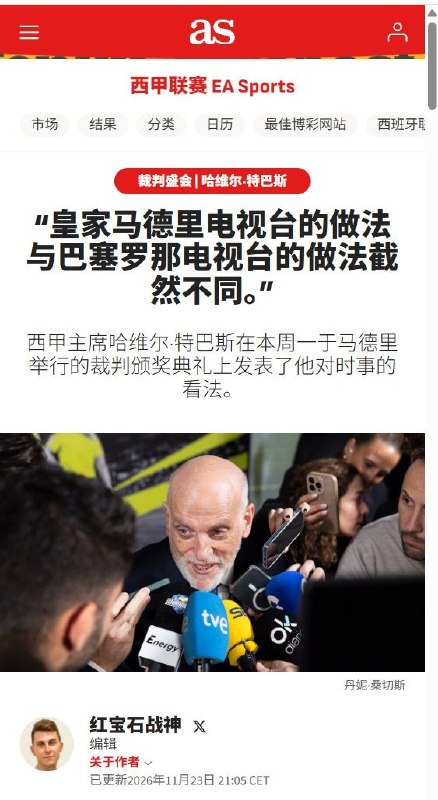 as
西甲联赛 EA Sports
市场 结果 分类 日历 最佳博彩网站 西班牙联
裁判盛会 | 哈维尔·特巴斯
“皇家马德里电视台的做法
与巴塞罗那电视台的做法截
然不同。”
西甲主席哈维尔·特巴斯在本周一于马德里
举行的裁判颁奖典礼上发表了他对时事的
看法。
Energy
tve
OK
diario
丹妮·桑切斯
红宝石战神 X
编辑
关于作者
已更新2026年11月23日 21:05 CET